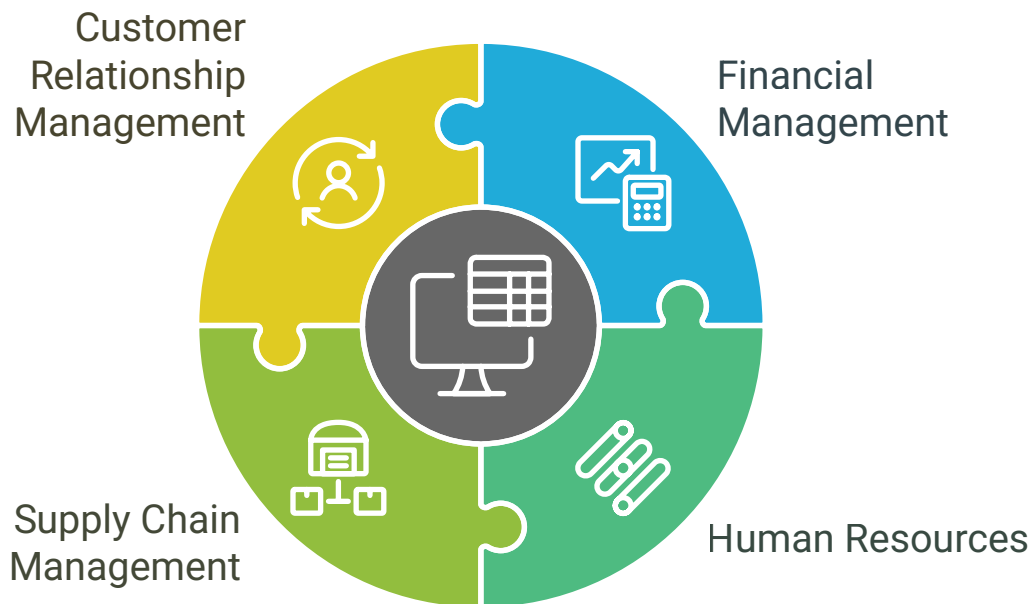 Customer
Relationship
Management
Financial
Management
Supply Chain
Management
Human Resources